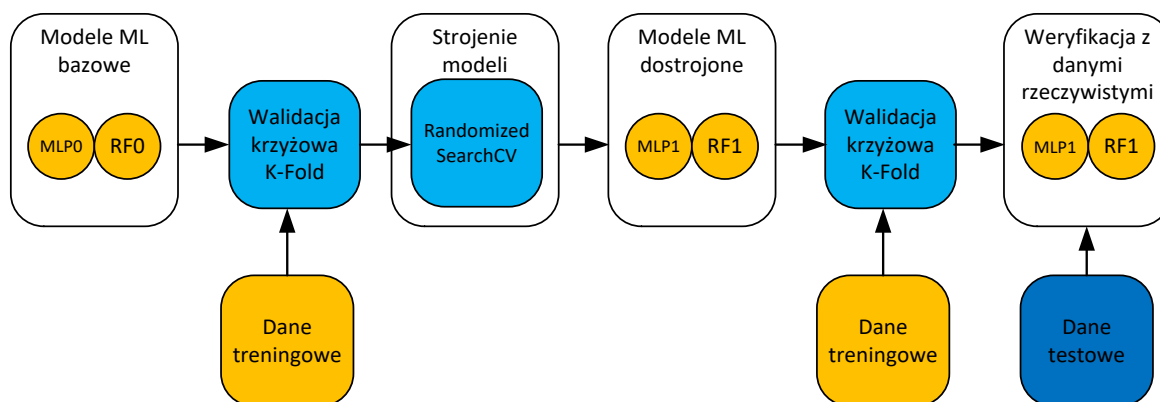 Modele ML
bazowe
MLP0
RF0
Walidacja
krzyżowa
K-Fold
Strojenie
modeli
Randomized
SearchCV
Modele ML
dostrojone
MLP1
RF1
Walidacja
krzyżowa
K-Fold
Weryfikacja z
danymi
rzeczywistymi
MLP1
RF1
Dane
treningowe
Dane
treningowe
Dane
testowe